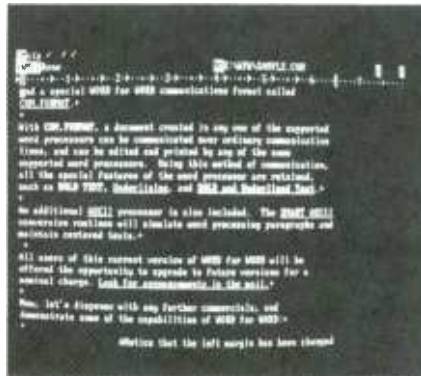 and a special WORD for WORD communications format called
COM.FORMAT.
With COM.FORMAT, a document created in any one of the supported
word processors can be communicated over ordinary communication
lines, and can be edited and printed by any of the same
supported word processors. Using this method of communication,
all the special features of the word processor are retained,
such as BOLD TEXT, Underlining, and BOLD and Underlined Text.
An additional ASCII processor is also included. The SMART ASCII
conversion routines will simulate word processing paragraphs and
maintain centered texts.
All users of this current version of WORD for WORD will be
offered the opportunity to upgrade to future versions for a
nominal charge. Look for announcements in the mail.
Now, let's dispense with any further commercials, and
demonstrate some of the capabilities of WORD for WORD:
Notice that the left margin has been changed